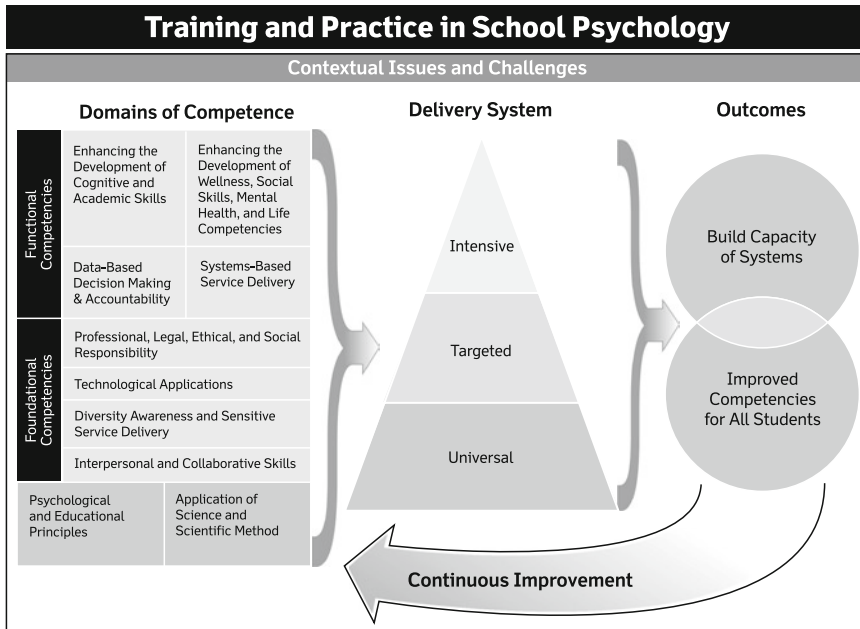 Training and Practice in School Psychology
Contextual Issues and Challenges
Domains of Competence
Functional
Competencies
Enhancing the
Development of
Cognitive and
Academic Skills
Enhancing the
Development of
Wellness, Social
Skills, Mental
Health, and Life
Competencies
Data-Based
Decision Making
& Accountability
Systems-Based
Service Delivery
Foundational
Competencies
Professional, Legal, Ethical, and Social
Responsibility
Technological Applications
Diversity Awareness and Sensitive
Service Delivery
Interpersonal and Collaborative Skills
Psychological
and Educational
Principles
Application of
Science and
Scientific Method
Delivery System
Intensive
Targeted
Universal
Outcomes
Build Capacity
of Systems
Improved
Competencies
for All Students
Continuous Improvement